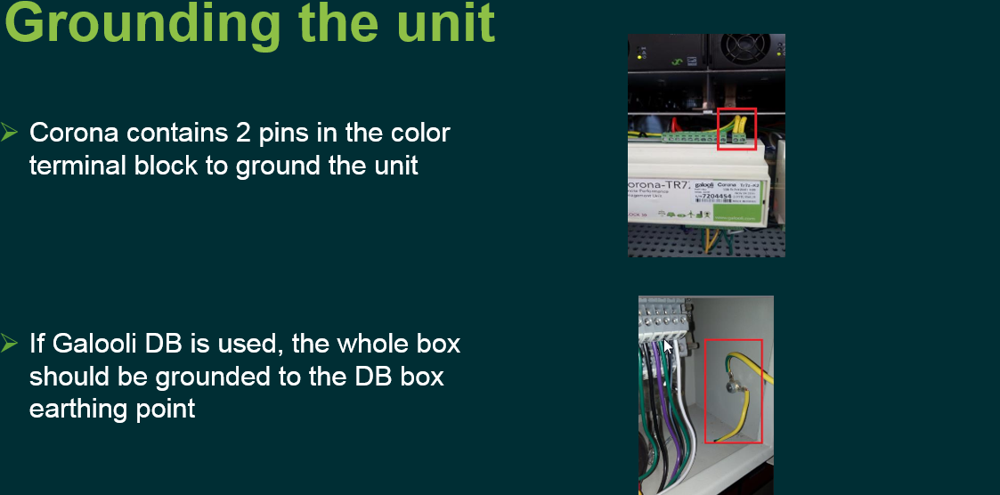 Grounding the unit
Corona contains 2 pins in the color
terminal block to ground the unit
orona-TR7
galooli Corona
7204454
If Galooli DB is used, the whole box
should be grounded to the DB box
earthing point